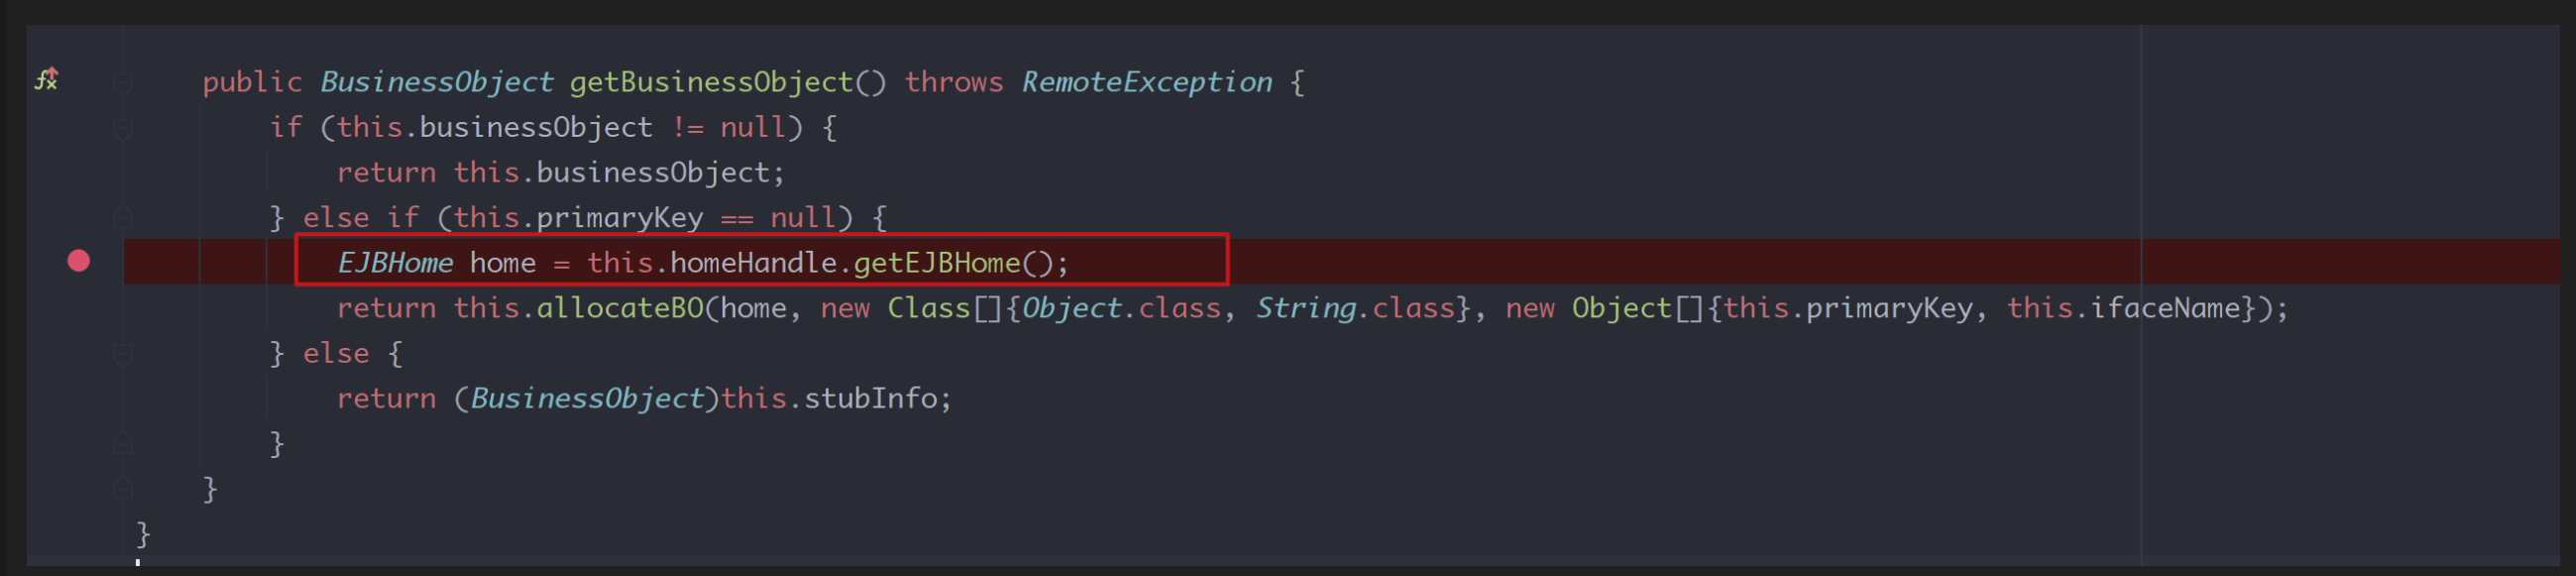 public BusinessObject getBusinessObject() throws RemoteException {
if (this.businessObject != null) {
return this.businessObject;
} else if (this.primaryKey == null) {
EJBHome home = this.homeHandle.getEJBHome();
return this.allocateBO(home, new Class[]{Object.class, String.class}, new Object[]{this.primaryKey, this.ifaceName});
} else {
return (BusinessObject)this.stubInfo;
}
}
}